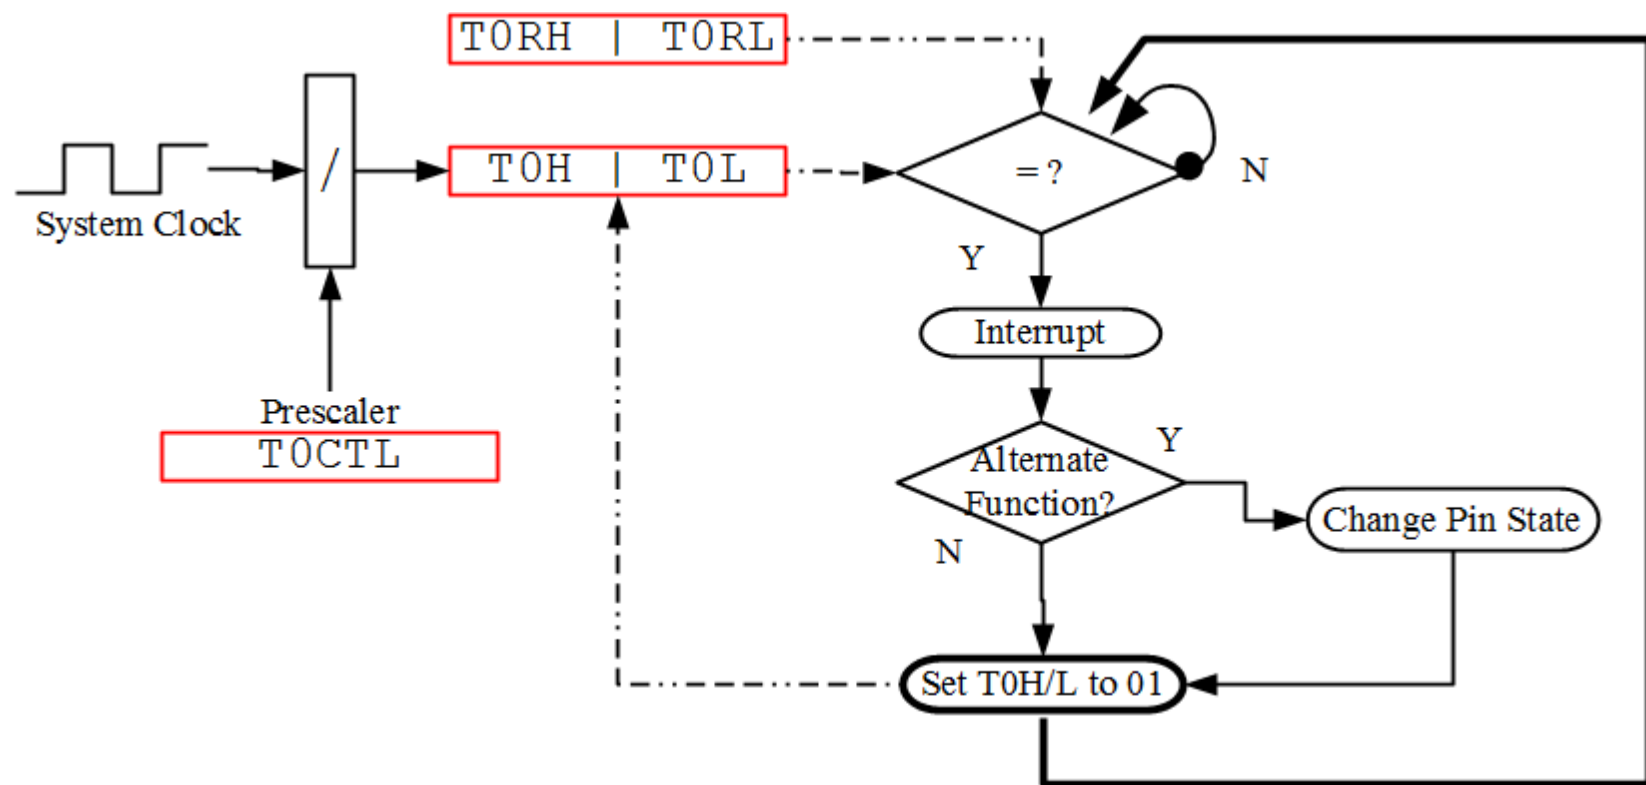 T0RH | T0RL
/
T0H | T0L
= ?
N
System Clock
Y
Interrupt
Prescaler
T0CTL
Alternate
Function?
Y
Change Pin State
N
Set T0H/L to 01